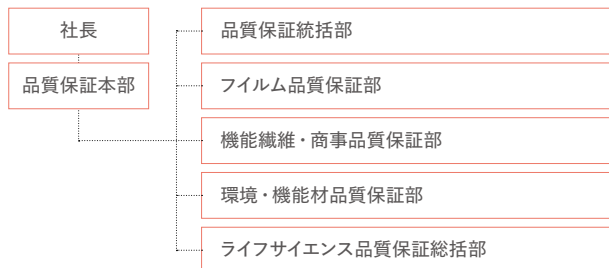 社長
品質保証本部
品質保証統括部
フイルム品質保証部
機能繊維・商事品質保証部
環境・機能材品質保証部
ライフサイエンス品質保証総括部